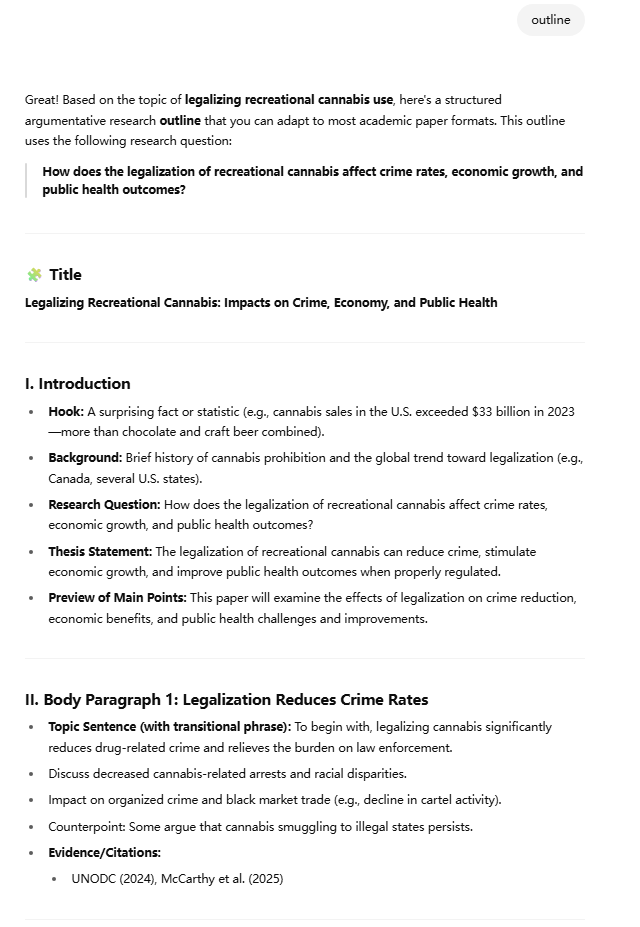 outline
Great! Based on the topic of legalizing recreational cannabis use, here's a structured
argumentative research outline that you can adapt to most academic paper formats. This outline
uses the following research question:
How does the legalization of recreational cannabis affect crime rates, economic growth, and
public health outcomes?
Title
Legalizing Recreational Cannabis: Impacts on Crime, Economy, and Public Health
I. Introduction
• Hook: A surprising fact or statistic (e.g., cannabis sales in the U.S. exceeded $33 billion in 2023
—more than chocolate and craft beer combined).
• Background: Brief history of cannabis prohibition and the global trend toward legalization (e.g.,
Canada, several U.S. states).
• Research Question: How does the legalization of recreational cannabis affect crime rates,
economic growth, and public health outcomes?
• Thesis Statement: The legalization of recreational cannabis can reduce crime, stimulate
economic growth, and improve public health outcomes when properly regulated.
• Preview of Main Points: This paper will examine the effects of legalization on crime reduction,
economic benefits, and public health challenges and improvements.
II. Body Paragraph 1: Legalization Reduces Crime Rates
• Topic Sentence (with transitional phrase): To begin with, legalizing cannabis significantly
reduces drug-related crime and relieves the burden on law enforcement.
• Discuss decreased cannabis-related arrests and racial disparities.
• Impact on organized crime and black market trade (e.g., decline in cartel activity).
• Counterpoint: Some argue that cannabis smuggling to illegal states persists.
• Evidence/Citations:
• UNODC (2024), McCarthy et al. (2025)